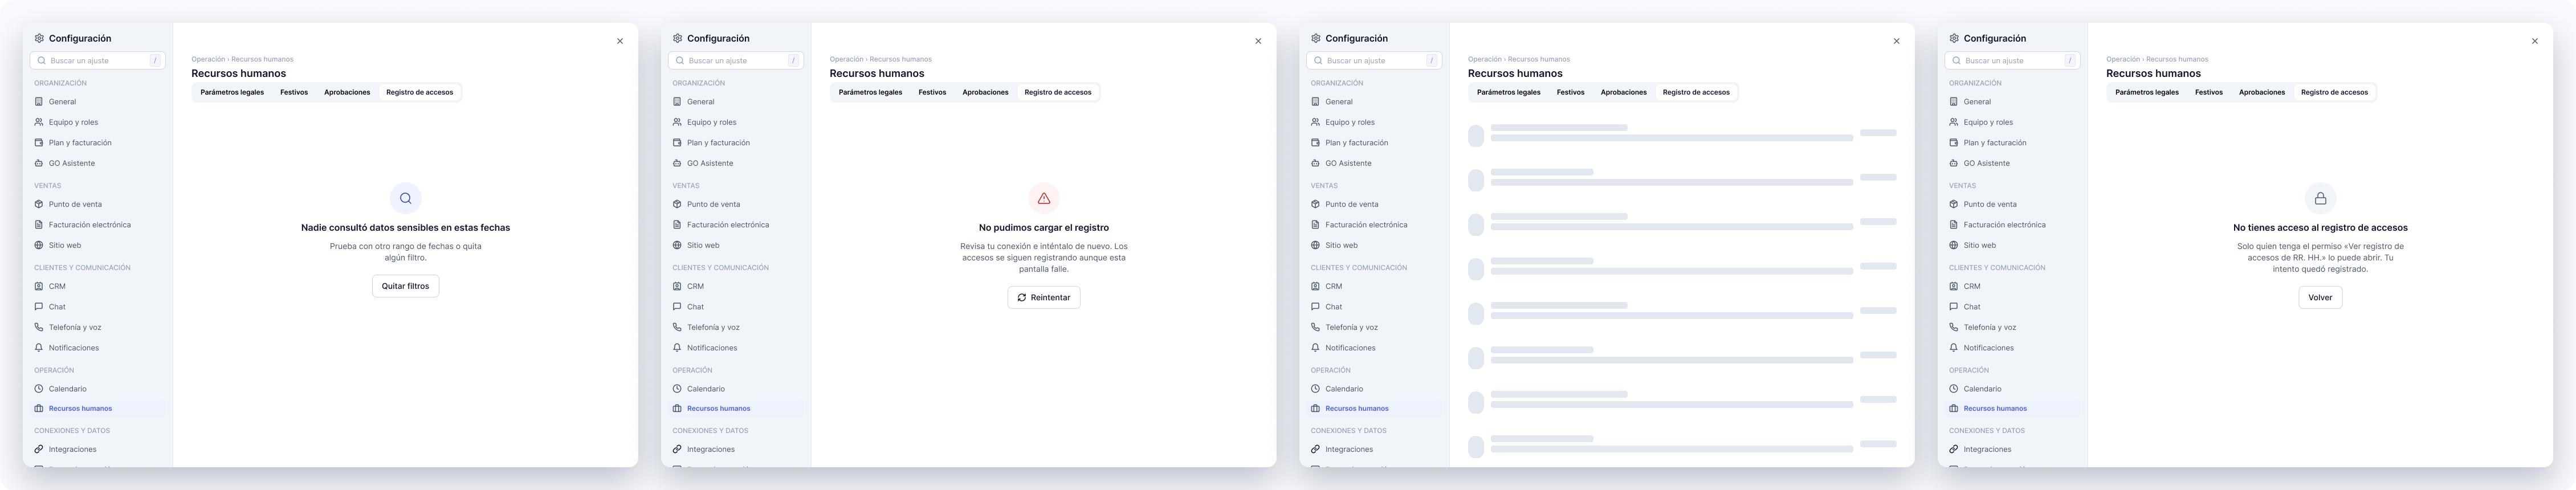 Configuración
Buscar un ajuste /
ORGANIZACIÓN
General
Equipo y roles
Plan y facturación
GO Asistente
VENTAS
Punto de venta
Facturación electrónica
Sitio web
CLIENTES Y COMUNICACIÓN
CRM
Chat
Telefonía y voz
Notificaciones
OPERACIÓN
Calendario
Recursos humanos
CONEXIONES Y DATOS
Integraciones
Operación › Recursos humanos
Recursos humanos
Parámetros legales Festivos Aprobaciones Registro de accesos
Nadie consultó datos sensibles en estas fechas
Prueba con otro rango de fechas o quita
algún filtro.
Quitar filtros
Configuración
Buscar un ajuste /
ORGANIZACIÓN
General
Equipo y roles
Plan y facturación
GO Asistente
VENTAS
Punto de venta
Facturación electrónica
Sitio web
CLIENTES Y COMUNICACIÓN
CRM
Chat
Telefonía y voz
Notificaciones
OPERACIÓN
Calendario
Recursos humanos
CONEXIONES Y DATOS
Integraciones
Operación › Recursos humanos
Recursos humanos
Parámetros legales Festivos Aprobaciones Registro de accesos
No pudimos cargar el registro
Revisa tu conexión e inténtalo de nuevo. Los
accesos se siguen registrando aunque esta
pantalla falle.
Reintentar
Configuración
Buscar un ajuste /
ORGANIZACIÓN
General
Equipo y roles
Plan y facturación
GO Asistente
VENTAS
Punto de venta
Facturación electrónica
Sitio web
CLIENTES Y COMUNICACIÓN
CRM
Chat
Telefonía y voz
Notificaciones
OPERACIÓN
Calendario
Recursos humanos
CONEXIONES Y DATOS
Integraciones
Operación › Recursos humanos
Recursos humanos
Parámetros legales Festivos Aprobaciones Registro de accesos
Configuración
Buscar un ajuste /
ORGANIZACIÓN
General
Equipo y roles
Plan y facturación
GO Asistente
VENTAS
Punto de venta
Facturación electrónica
Sitio web
CLIENTES Y COMUNICACIÓN
CRM
Chat
Telefonía y voz
Notificaciones
OPERACIÓN
Calendario
Recursos humanos
CONEXIONES Y DATOS
Integraciones
Operación › Recursos humanos
Recursos humanos
Parámetros legales Festivos Aprobaciones Registro de accesos
No tienes acceso al registro de accesos
Solo quien tenga el permiso «Ver registro de
accesos de RR. HH.» lo puede abrir. Tu
intento quedó registrado.
Volver